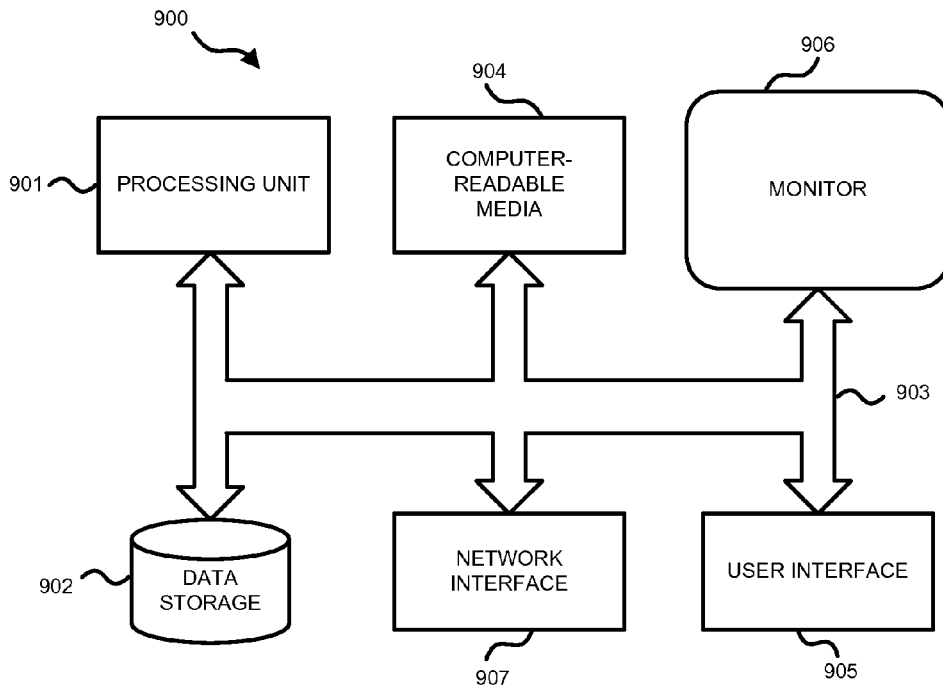 900
904
906
901
PROCESSING UNIT
COMPUTER-
READABLE
MEDIA
MONITOR
903
902
DATA
STORAGE
NETWORK
INTERFACE
USER INTERFACE
907
905